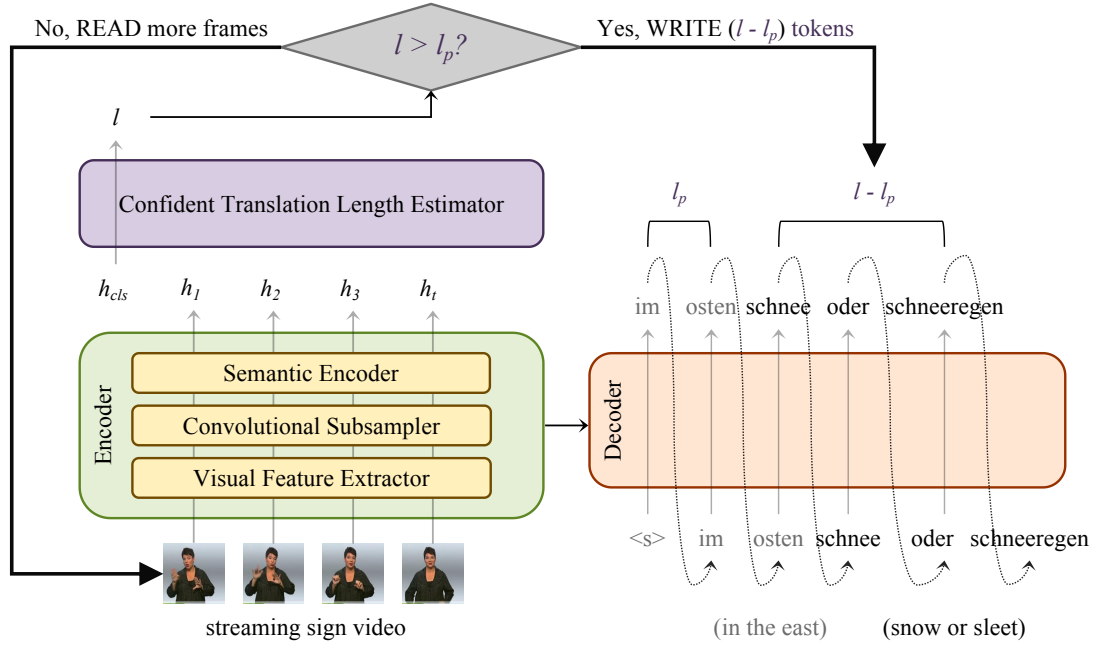 No, READ more frames
l > lₚ?
Yes, WRITE (l - lₚ) tokens
l
Confident Translation Length Estimator
lₚ
l - lₚ
h_cls h₁ h₂ h₃ hₜ
im osten schnee oder schneeregen
Encoder
Semantic Encoder
Convolutional Subsampler
Visual Feature Extractor
Decoder
<s> im osten schnee oder schneeregen
streaming sign video
(in the east) (snow or sleet)